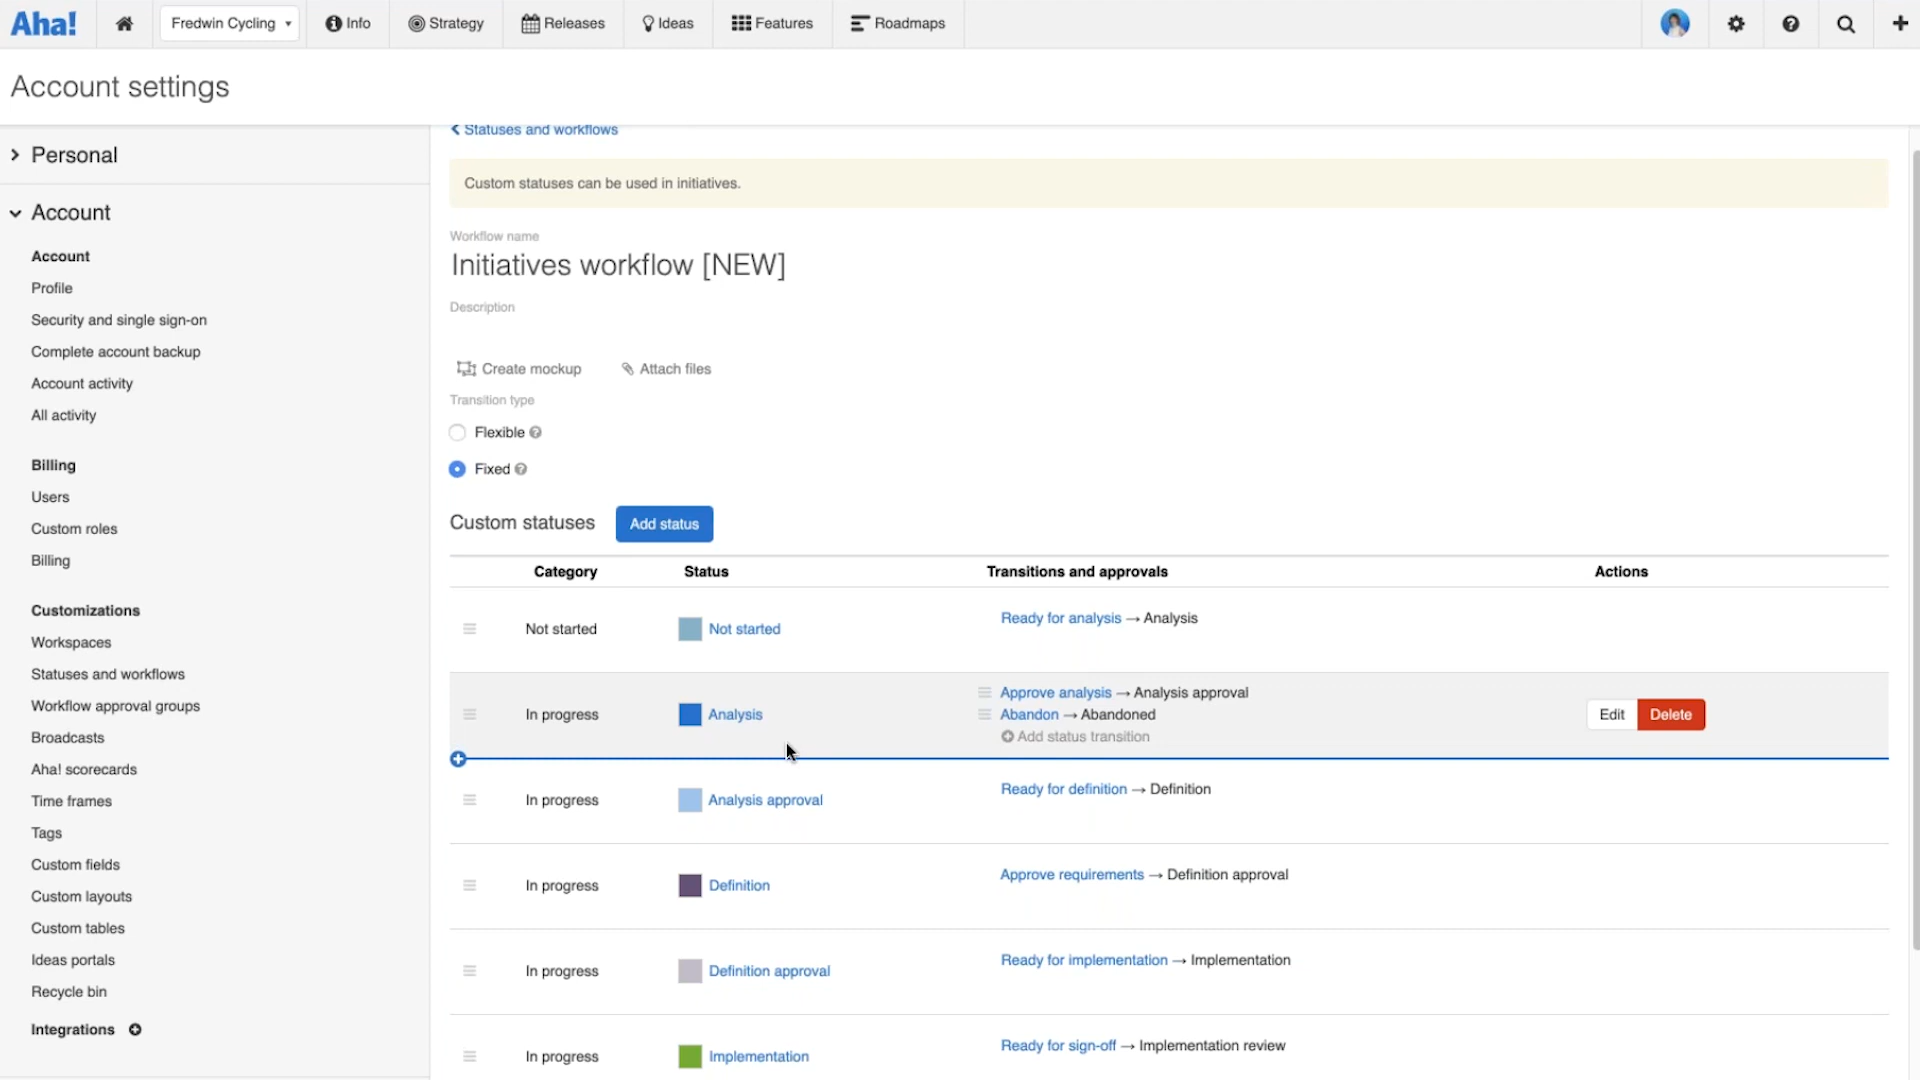 Aha!
Fredwin Cycling
Info
Strategy
Releases
Ideas
Features
Roadmaps
Account settings
Personal
Account
Account
Profile
Security and single sign-on
Complete account backup
Account activity
All activity
Billing
Users
Custom roles
Billing
Customizations
Workspaces
Statuses and workflows
Workflow approval groups
Broadcasts
Aha! scorecards
Time frames
Tags
Custom fields
Custom layouts
Custom tables
Ideas portals
Recycle bin
Integrations
Statuses and workflows
Custom statuses can be used in initiatives.
Workflow name
Initiatives workflow [NEW]
Description
Create mockup
Attach files
Transition type
Flexible
Fixed
Custom statuses
Add status
Category Status Transitions and approvals Actions
Not started Not started Ready for analysis → Analysis
In progress Analysis Approve analysis → Analysis approval
Abandon → Abandoned
Add status transition
Edit Delete
In progress Analysis approval Ready for definition → Definition
In progress Definition Approve requirements → Definition approval
In progress Definition approval Ready for implementation → Implementation
In progress Implementation Ready for sign-off → Implementation review